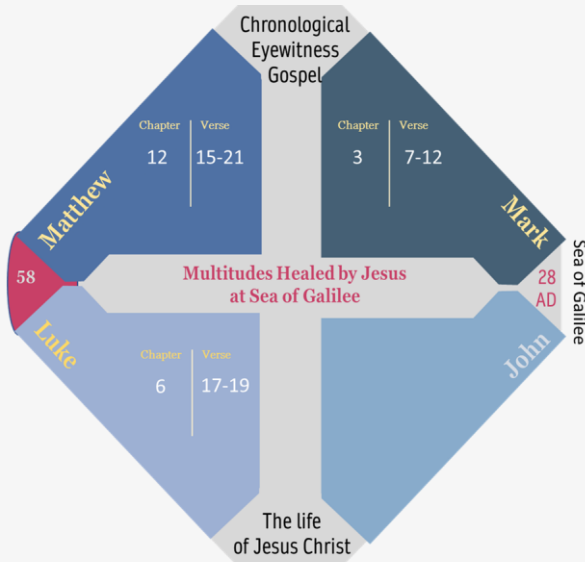 Chronological
Eyewitness
Gospel
Chapter Verse
12 15-21
Matthew
Chapter Verse
3 7-12
Mark
58
Multitudes Healed by Jesus
at Sea of Galilee
28
AD
Sea of Galilee
Luke
Chapter Verse
6 17-19
John
The life
of Jesus Christ